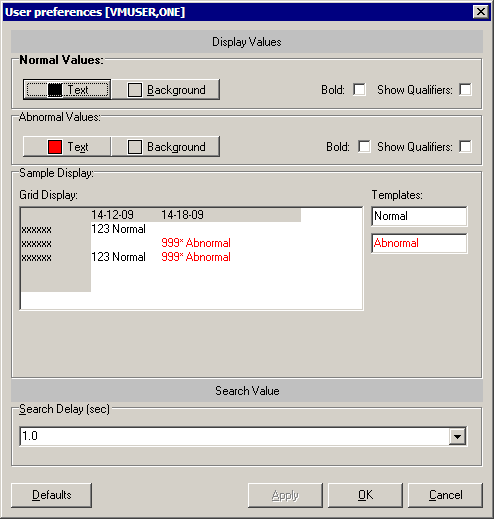 User preferences [VMUSER,ONE]
Display Values
Normal Values:
Text Background Bold: Show Qualifiers:
Abnormal Values:
Text Background Bold: Show Qualifiers:
Sample Display:
Grid Display: Templates:
14-12-09 14-18-09 Normal
xxxxxx 123 Normal
xxxxxx 999* Abnormal Abnormal
xxxxxx 123 Normal 999* Abnormal
Search Value
Search Delay (sec)
1.0
Defaults Apply OK Cancel